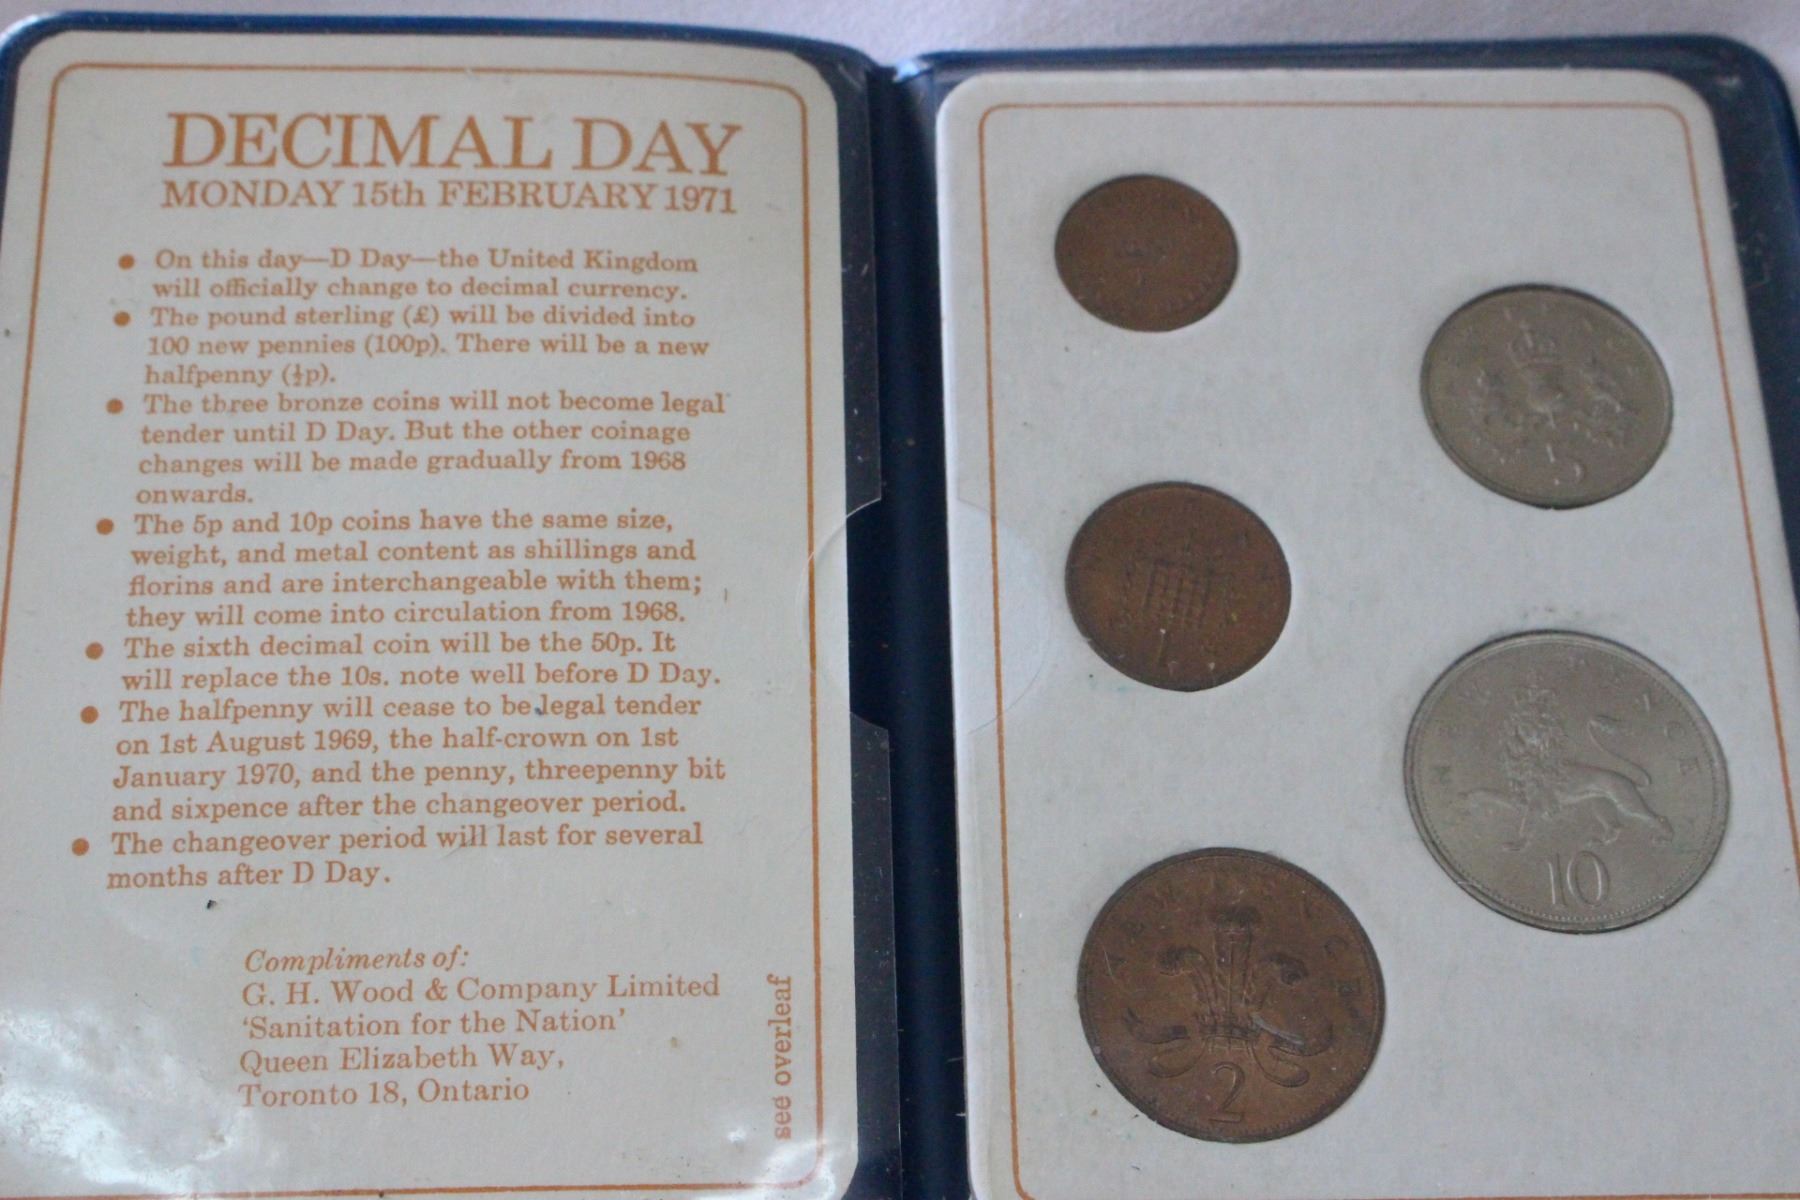 DECIMAL DAY
MONDAY 15th FEBRUARY 1971
• On this day—D Day—the United Kingdom
will officially change to decimal currency.
• The pound sterling (£) will be divided into
100 new pennies (100p). There will be a new
halfpenny (½p).
• The three bronze coins will not become legal
tender until D Day. But the other coinage
changes will be made gradually from 1968
onwards.
• The 5p and 10p coins have the same size,
weight, and metal content as shillings and
florins and are interchangeable with them;
they will come into circulation from 1968.
• The sixth decimal coin will be the 50p. It
will replace the 10s. note well before D Day.
• The halfpenny will cease to be legal tender
on 1st August 1969, the half-crown on 1st
January 1970, and the penny, threepenny bit
and sixpence after the changeover period.
• The changeover period will last for several
months after D Day.
Compliments of:
G. H. Wood & Company Limited
'Sanitation for the Nation'
Queen Elizabeth Way,
Toronto 18, Ontario
see overleaf
1
5
NEW PENCE
10
NEW PENCE
2